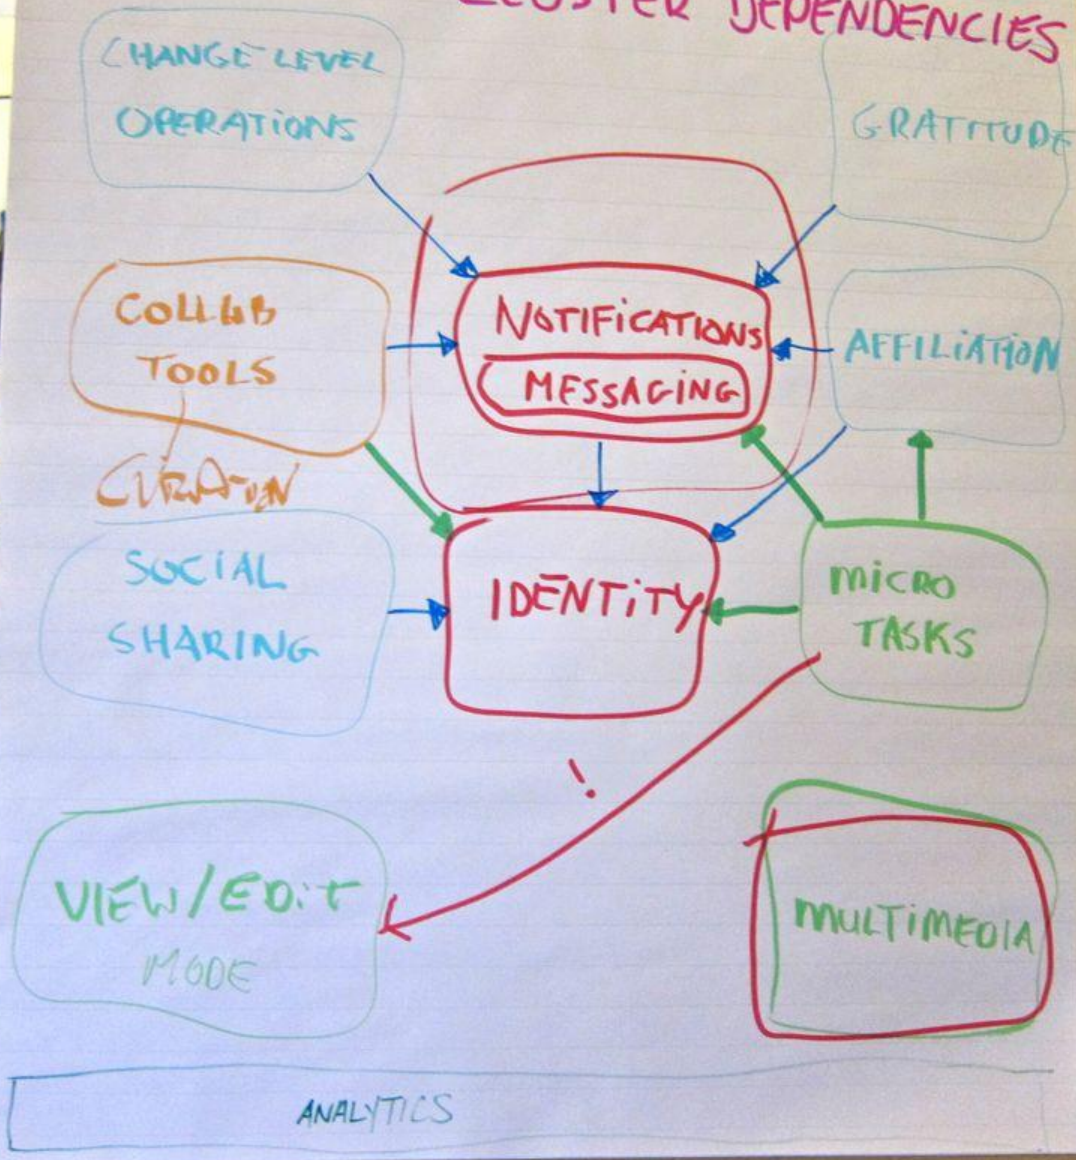 CLUSTER DEPENDENCIES
CHANGE LEVEL
OPERATIONS
GRATITUDE
COLLAB
TOOLS
CURATION
NOTIFICATIONS
MESSAGING
AFFILIATION
SOCIAL
SHARING
IDENTITY
MICRO
TASKS
!
VIEW/EDIT
MODE
MULTIMEDIA
ANALYTICS